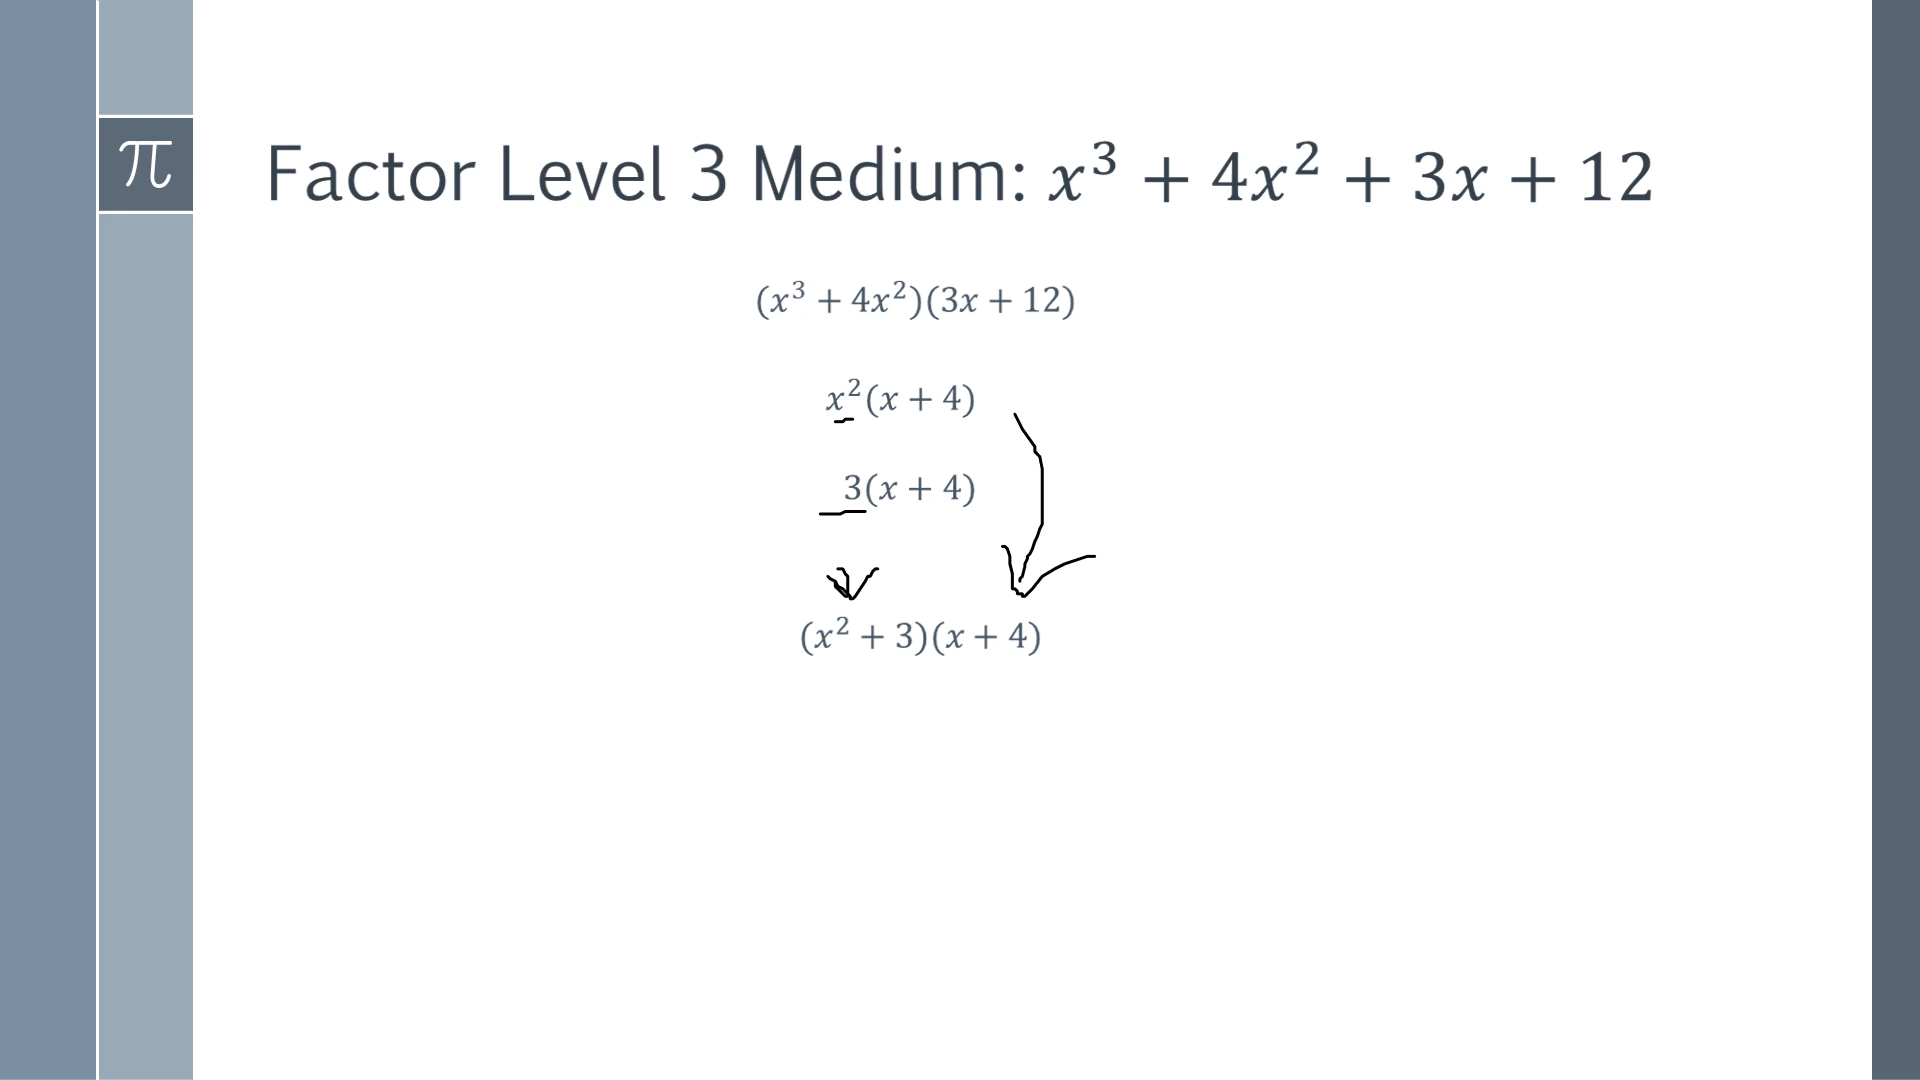 π
Factor Level 3 Medium: x³ + 4x² + 3x + 12
(x³ + 4x²)(3x + 12)
x²(x + 4)
3(x + 4)
(x² + 3)(x + 4)